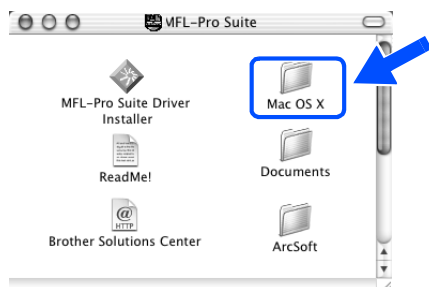 MFL-Pro Suite
MFL-Pro Suite Driver
Installer
Mac OS X
ReadMe!
Documents
@
HTTP
Brother Solutions Center
ArcSoft